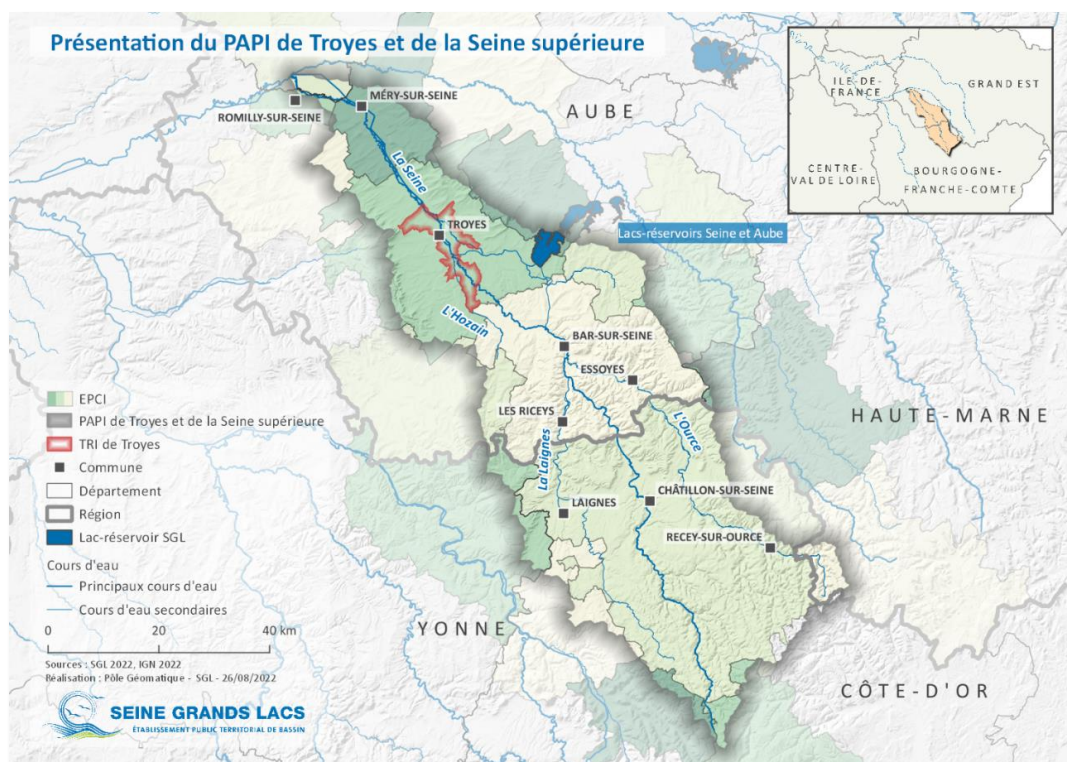 Présentation du PAPI de Troyes et de la Seine supérieure
ILE-DE-
FRANCE
GRAND EST
CENTRE-
VAL DE LOIRE
BOURGOGNE-
FRANCHE-COMTE
MÉRY-SUR-SEINE
ROMILLY-SUR-SEINE
AUBE
La Seine
TROYES
Lacs-réservoirs Seine et Aube
L'Hozain
BAR-SUR-SEINE
ESSOYES
LES RICEYS
L'Ource
HAUTE-MARNE
La Laignes
LAIGNES
CHÂTILLON-SUR-SEINE
RECEY-SUR-OURCE
YONNE
CÔTE-D'OR
EPCI
PAPI de Troyes et de la Seine supérieure
TRI de Troyes
Commune
Département
Région
Lac-réservoir SGL
Cours d'eau
Principaux cours d'eau
Cours d'eau secondaires
0 20 40 km
Sources : SGL 2022, IGN 2022
Réalisation : Pôle Géomatique - SGL - 26/08/2022
SEINE GRANDS LACS
ÉTABLISSEMENT PUBLIC TERRITORIAL DE BASSIN